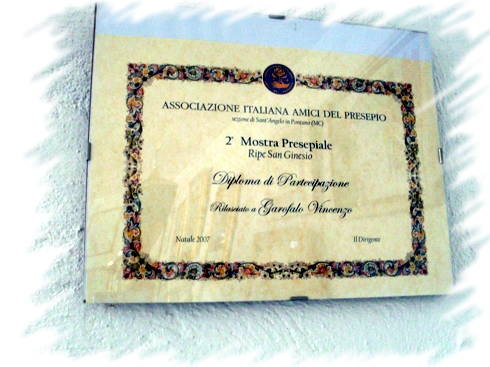 ASSOCIAZIONE ITALIANA AMICI DEL PRESEPIO
sezione di Sant'Angelo in Pontano (MC)
2ª Mostra Presepiale
Ripe San Ginesio
Diploma di Partecipazione
Rilasciato a Garofalo Vincenzo
Natale 2007 Il Dirigente